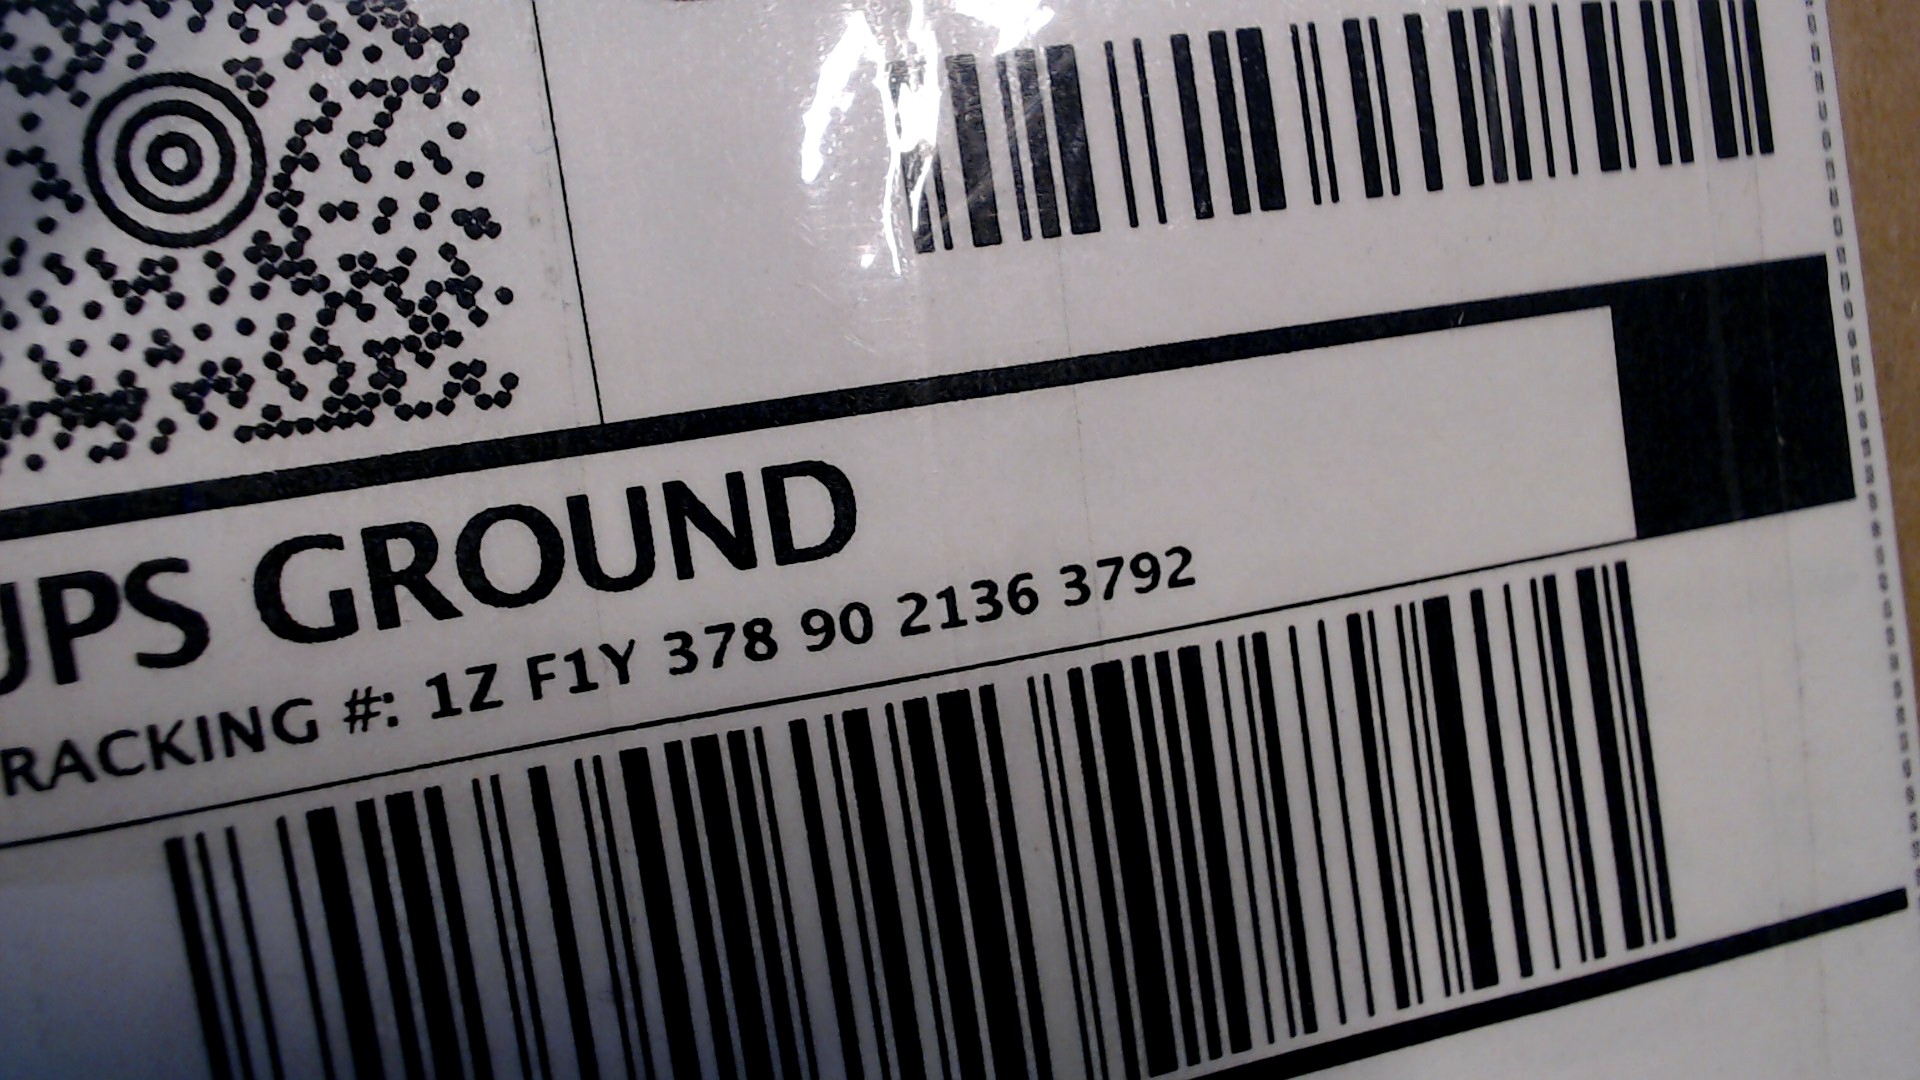 UPS GROUND
TRACKING #: 1Z F1Y 378 90 2136 3792